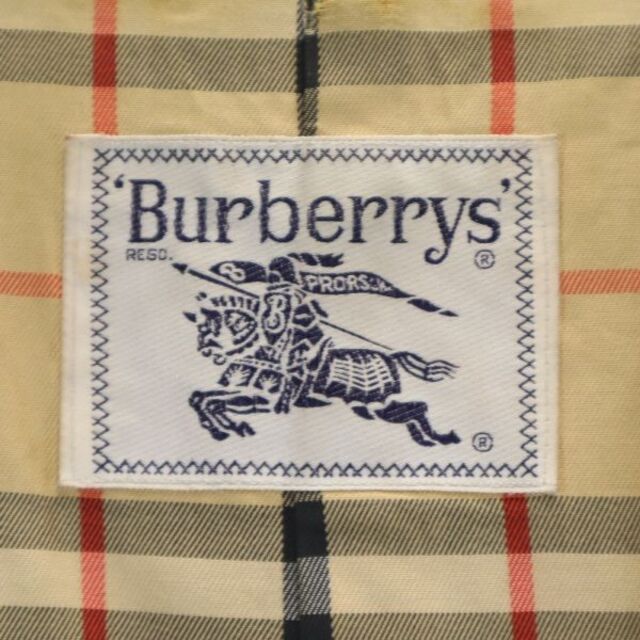 'Burberrys'
REGD. ®
PRORSUM
®